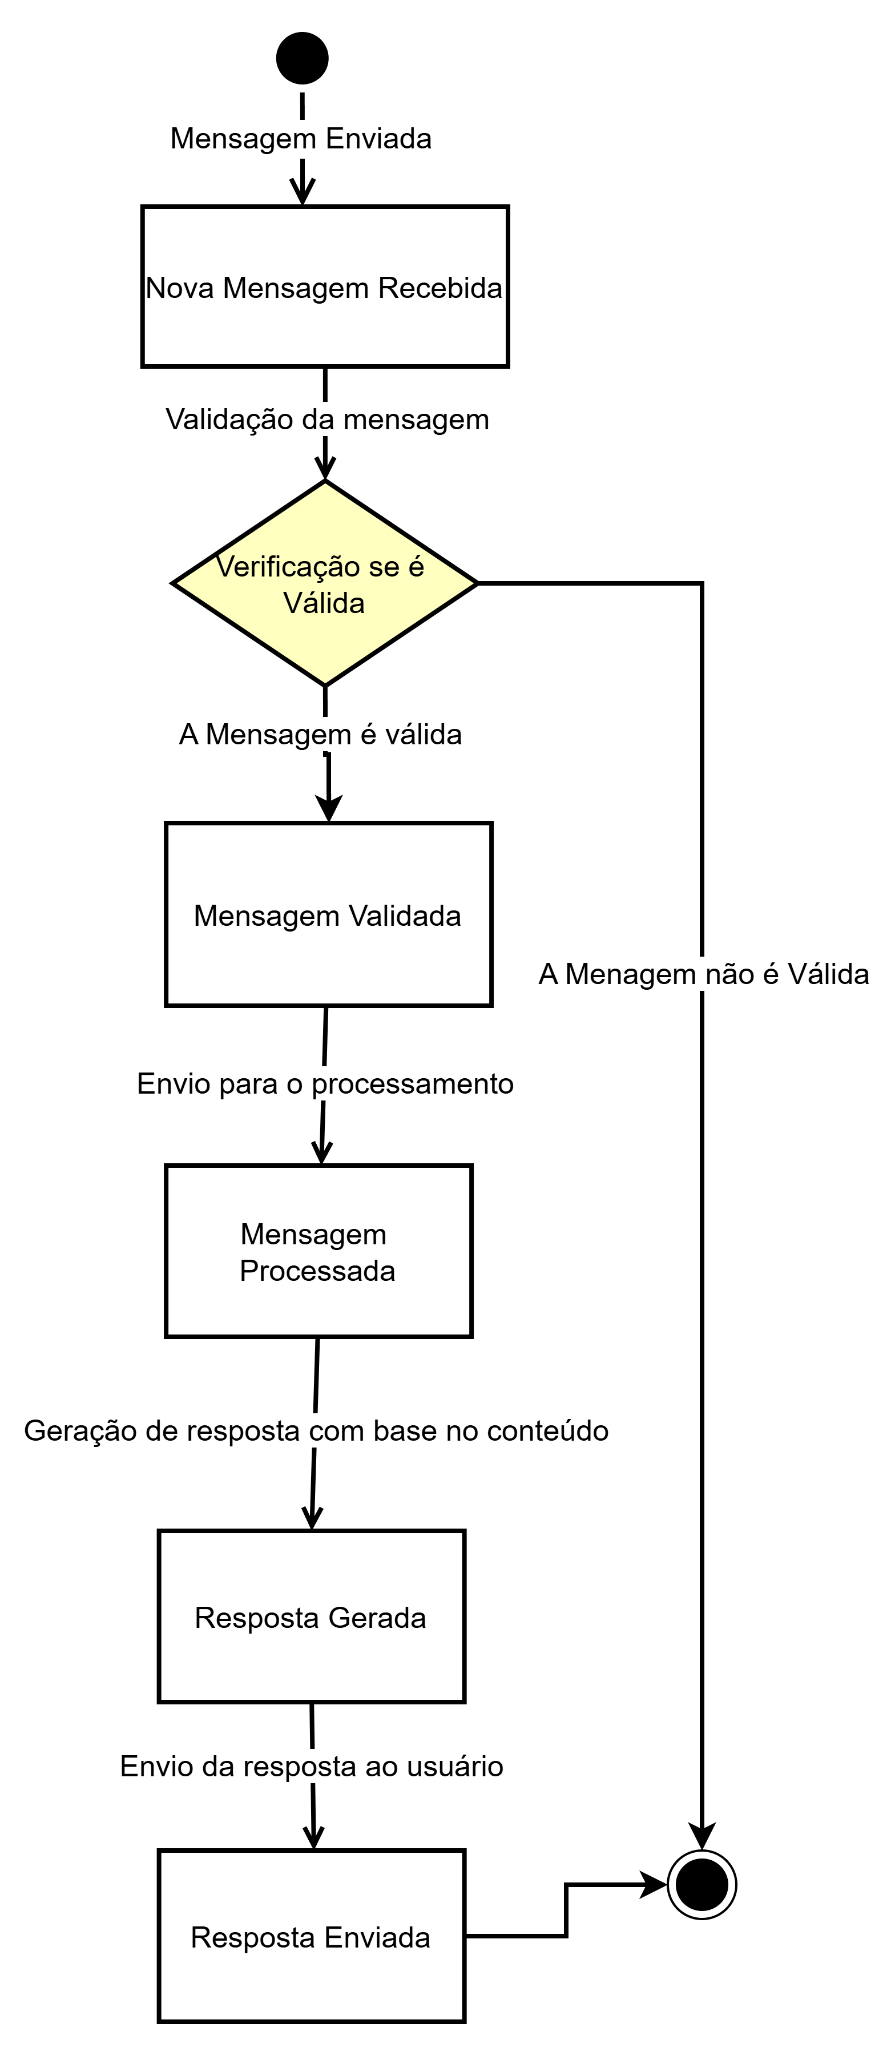 Mensagem Enviada
Nova Mensagem Recebida
Validação da mensagem
Verificação se é
Válida
A Mensagem é válida
Mensagem Validada
A Menagem não é Válida
Envio para o processamento
Mensagem
Processada
Geração de resposta com base no conteúdo
Resposta Gerada
Envio da resposta ao usuário
Resposta Enviada